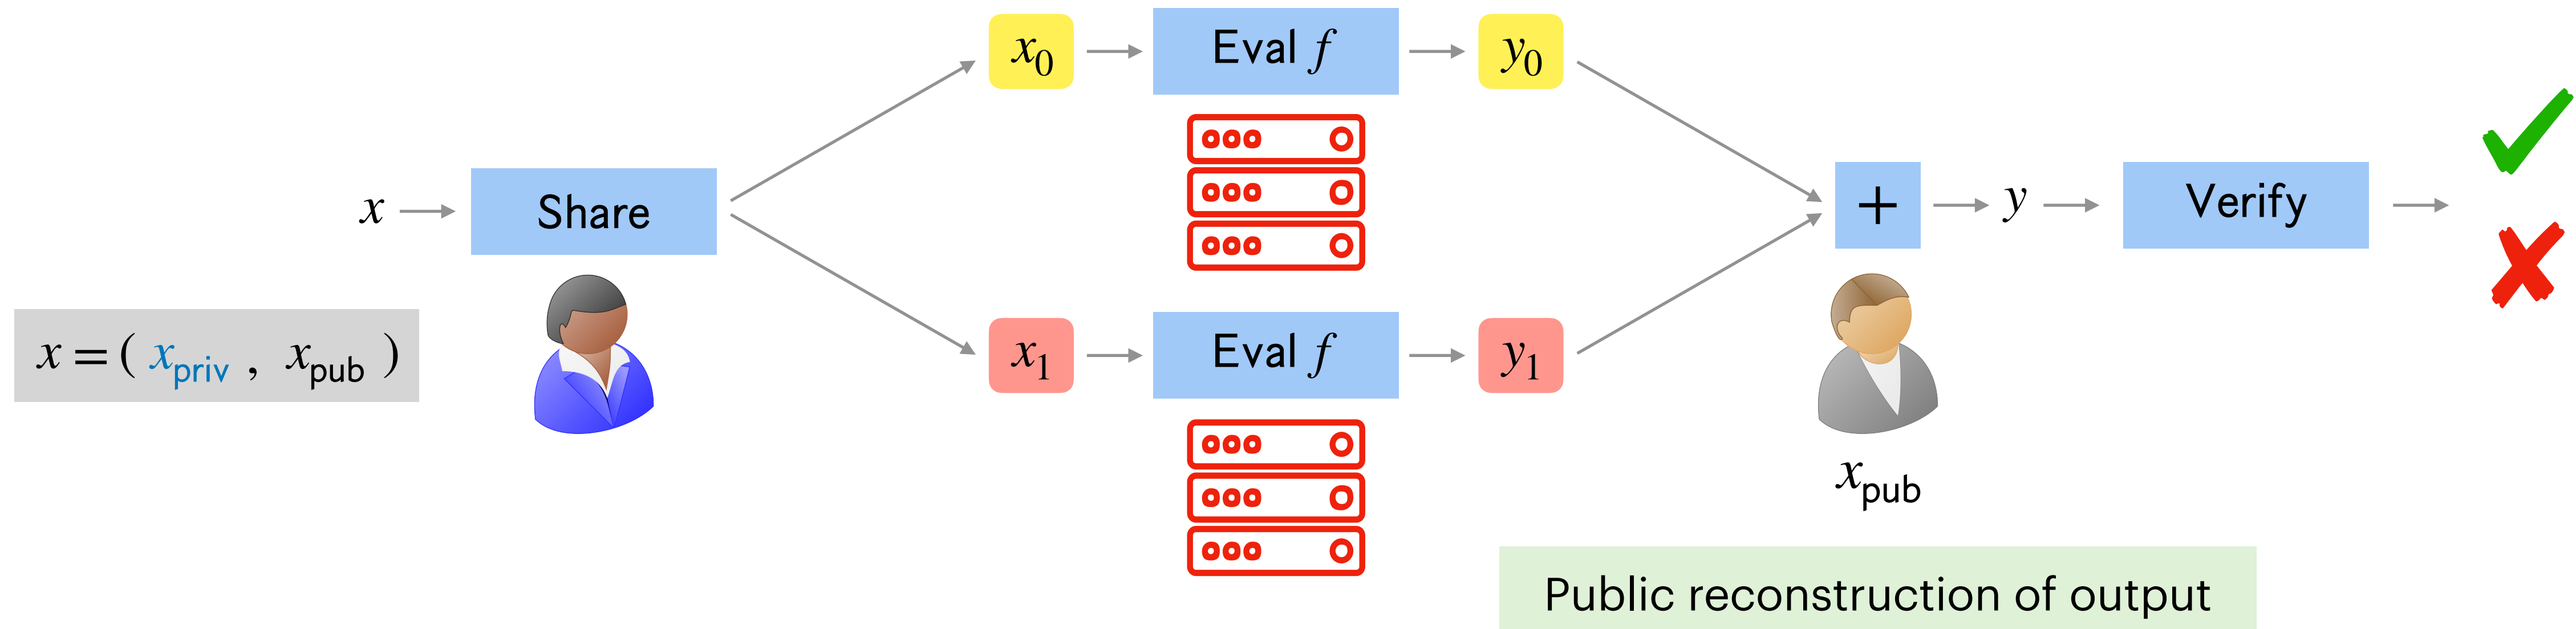 x
Share
x = ( x_priv , x_pub )
x_0
Eval f
y_0
x_1
Eval f
y_1
+
y
Verify
x_pub
Public reconstruction of output